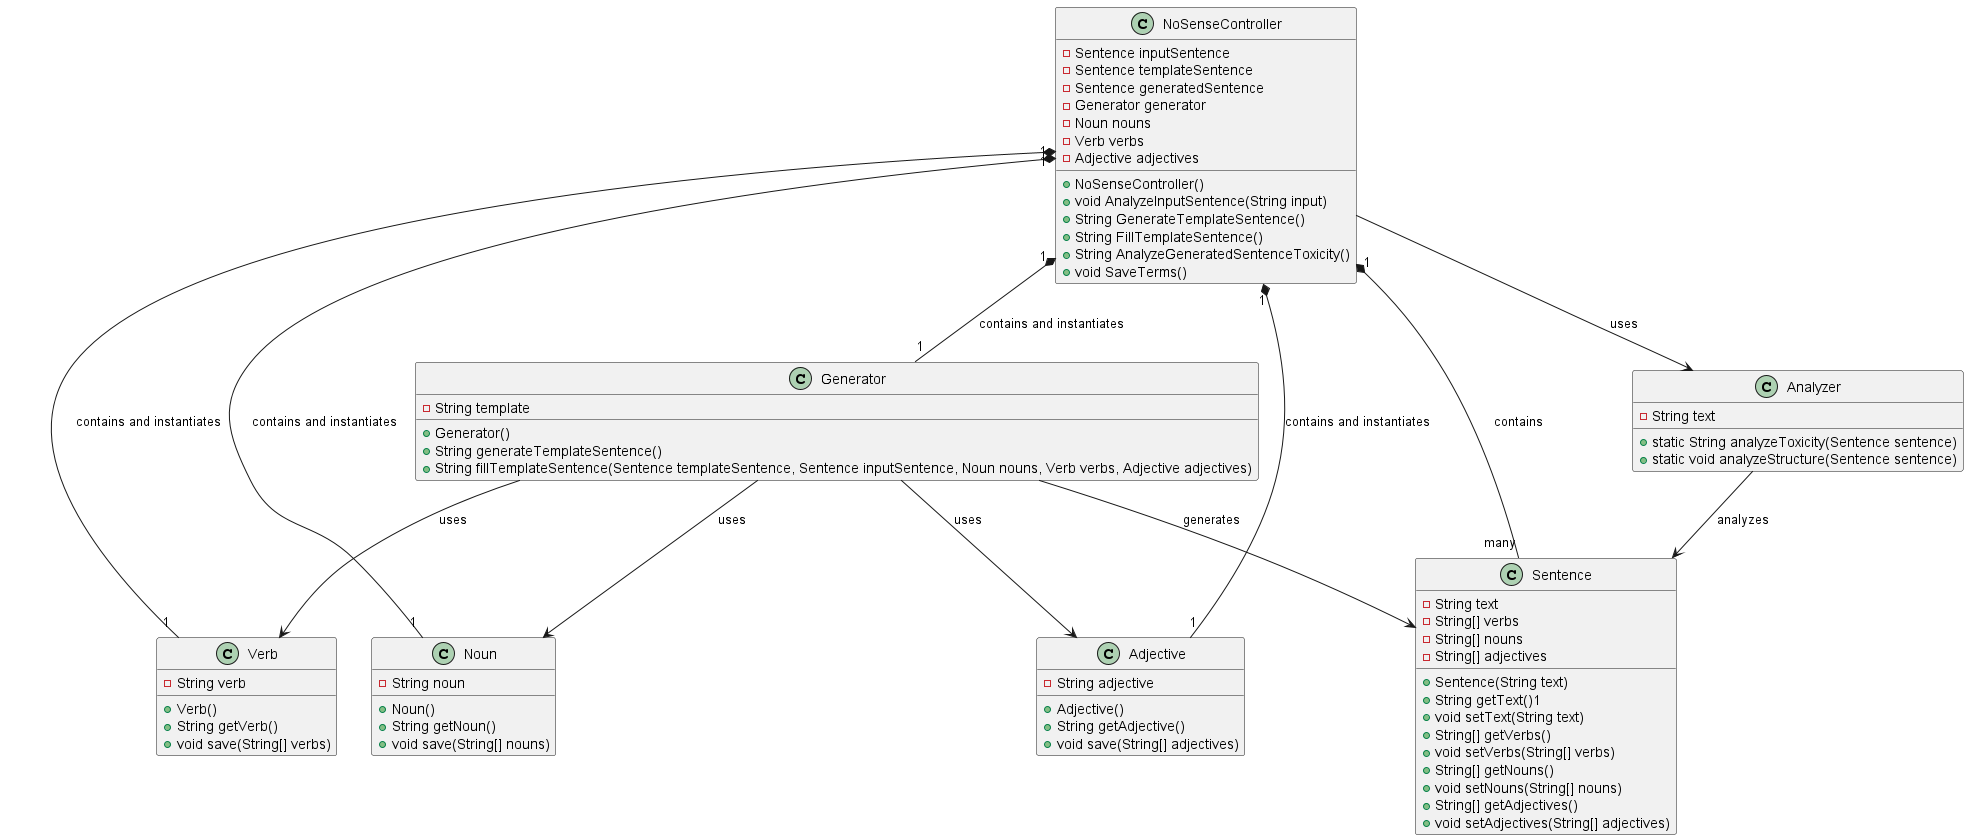 C NoSenseController
Sentence inputSentence
Sentence templateSentence
Sentence generatedSentence
Generator generator
Noun nouns
Verb verbs
Adjective adjectives
NoSenseController()
void AnalyzeInputSentence(String input)
String GenerateTemplateSentence()
String FillTemplateSentence()
String AnalyzeGeneratedSentenceToxicity()
void SaveTerms()
1
1
1
1
1
contains and instantiates
uses
1
C Generator
String template
Generator()
String generateTemplateSentence()
String fillTemplateSentence(Sentence templateSentence, Sentence inputSentence, Noun nouns, Verb verbs, Adjective adjectives)
C Analyzer
String text
static String analyzeToxicity(Sentence sentence)
static void analyzeStructure(Sentence sentence)
contains and instantiates
contains and instantiates
contains and instantiates
contains
uses
uses
uses
generates
analyzes
many
1
1
1
C Verb
String verb
Verb()
String getVerb()
void save(String[] verbs)
C Noun
String noun
Noun()
String getNoun()
void save(String[] nouns)
C Adjective
String adjective
Adjective()
String getAdjective()
void save(String[] adjectives)
C Sentence
String text
String[] verbs
String[] nouns
String[] adjectives
Sentence(String text)
String getText()1
void setText(String text)
String[] getVerbs()
void setVerbs(String[] verbs)
String[] getNouns()
void setNouns(String[] nouns)
String[] getAdjectives()
void setAdjectives(String[] adjectives)